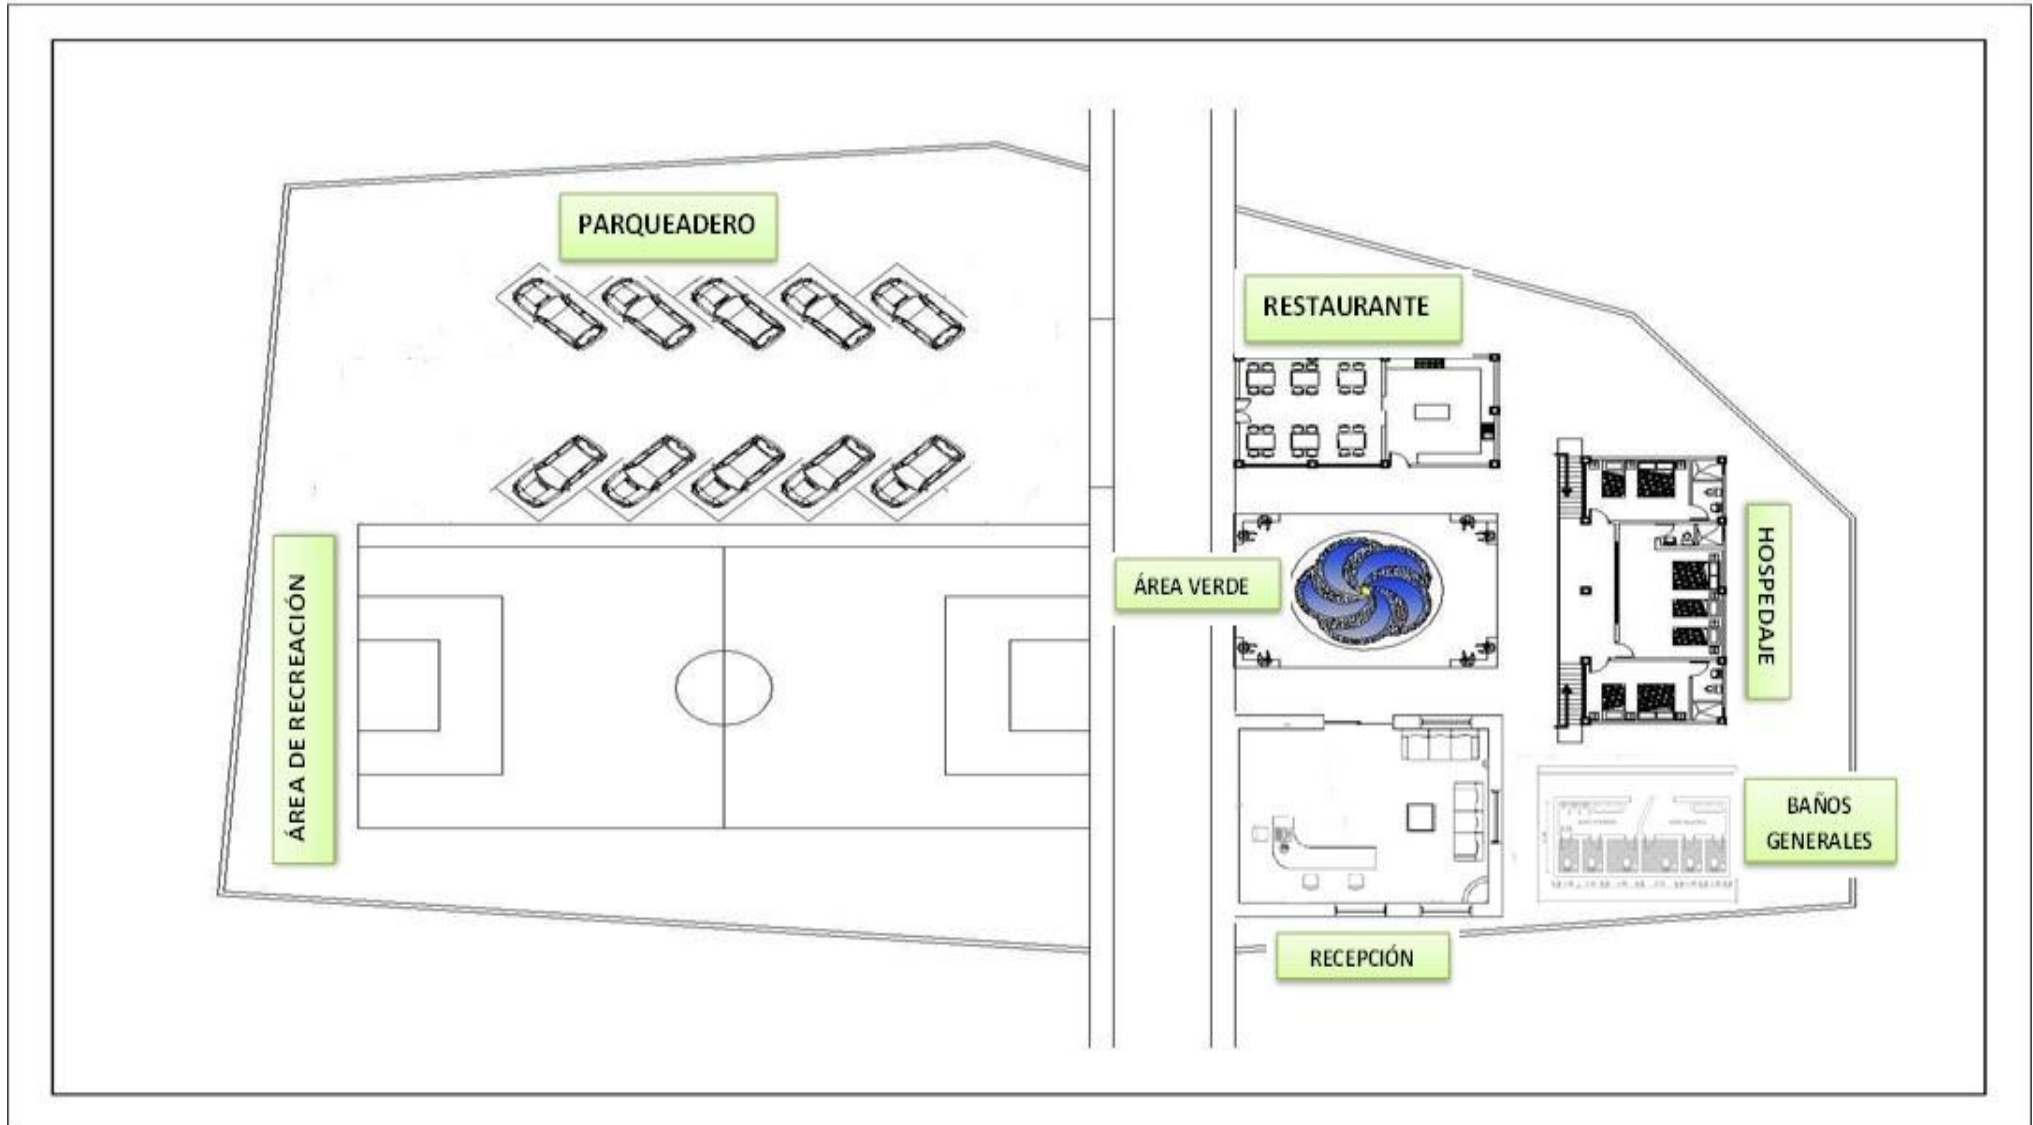 PARQUEADERO
RESTAURANTE
ÁREA VERDE
HOSPEDAJE
ÁREA DE RECREACIÓN
BAÑOS
GENERALES
RECEPCIÓN